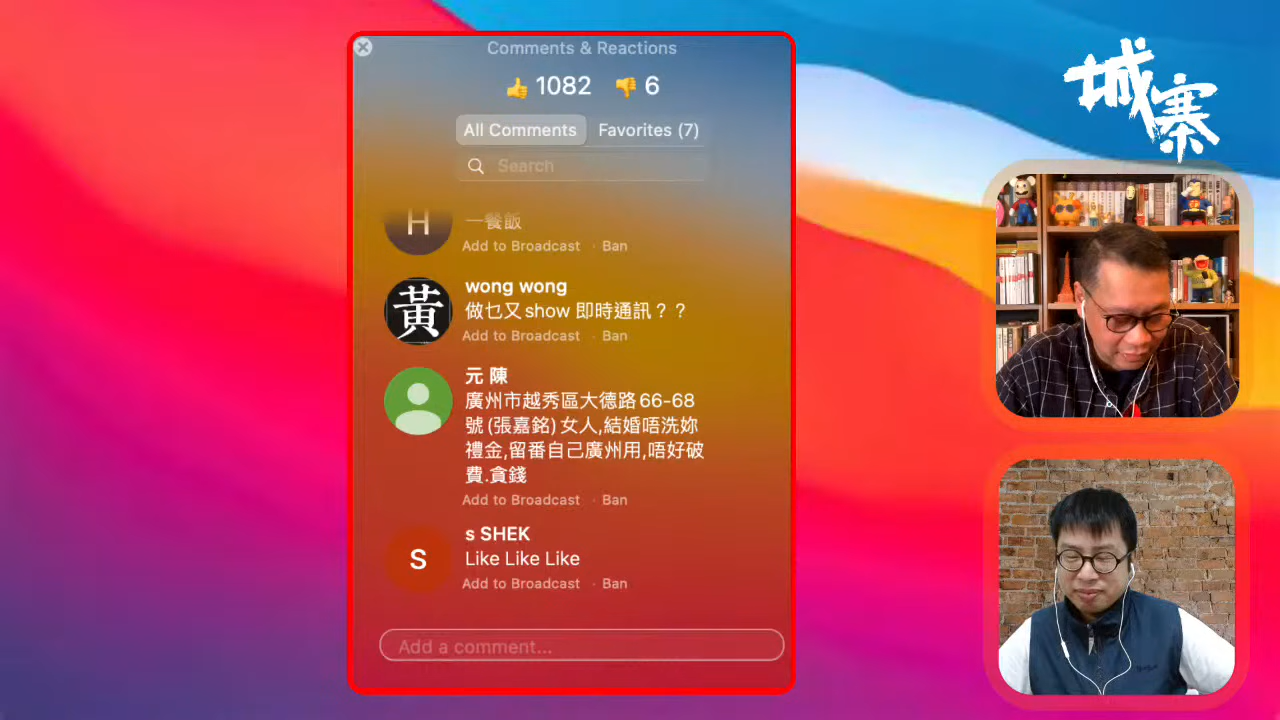 Comments & Reactions
👍 1082 👎 6
All Comments Favorites (7)
Search
H
一餐飯
Add to Broadcast · Ban
黃
wong wong
做乜又show 即時通訊？？
Add to Broadcast · Ban
元 陳
廣州市越秀區大德路66-68
號(張嘉銘)女人,結婚唔洗妳
禮金,留番自己廣州用,唔好破
費.貪錢
Add to Broadcast · Ban
S
s SHEK
Like Like Like
Add to Broadcast · Ban
Add a comment...
城寨